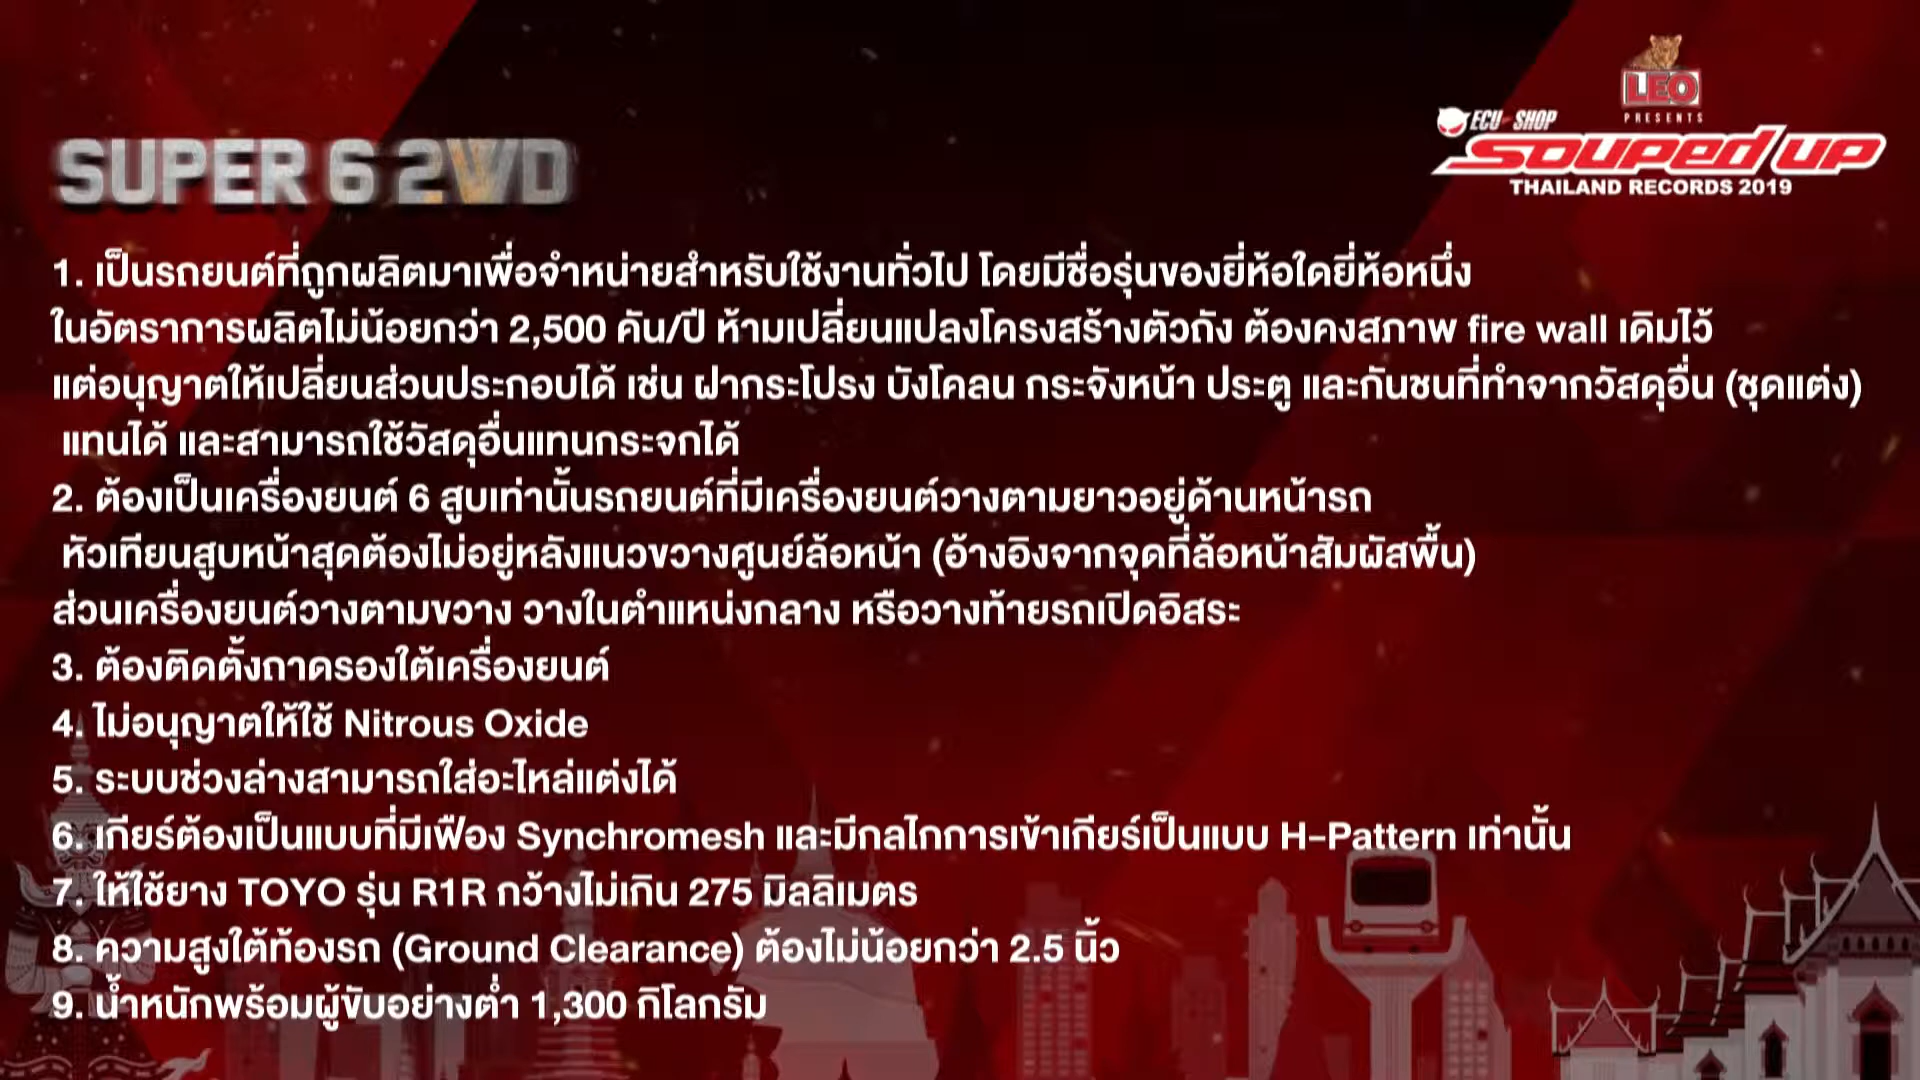 LEO
PRESENTS
ECU-SHOP
souped up
THAILAND RECORDS 2019
SUPER 6 2WD
1. เป็นรถยนต์ที่ถูกผลิตมาเพื่อจำหน่ายสำหรับใช้งานทั่วไป โดยมีชื่อรุ่นของยี่ห้อใดยี่ห้อหนึ่ง
ในอัตราการผลิตไม่น้อยกว่า 2,500 คัน/ปี ห้ามเปลี่ยนแปลงโครงสร้างตัวถัง ต้องคงสภาพ fire wall เดิมไว้
แต่อนุญาตให้เปลี่ยนส่วนประกอบได้ เช่น ฝากระโปรง บังโคลน กระจังหน้า ประตู และกันชนที่ทำจากวัสดุอื่น (ชุดแต่ง)
แทนได้ และสามารถใช้วัสดุอื่นแทนกระจกได้
2. ต้องเป็นเครื่องยนต์ 6 สูบเท่านั้นรถยนต์ที่มีเครื่องยนต์วางตามยาวอยู่ด้านหน้ารถ
หัวเทียนสูบหน้าสุดต้องไม่อยู่หลังแนวขวางศูนย์ล้อหน้า (อ้างอิงจากจุดที่ล้อหน้าสัมผัสพื้น)
ส่วนเครื่องยนต์วางตามขวาง วางในตำแหน่งกลาง หรือวางท้ายรถเปิดอิสระ
3. ต้องติดตั้งถาดรองใต้เครื่องยนต์
4. ไม่อนุญาตให้ใช้ Nitrous Oxide
5. ระบบช่วงล่างสามารถใส่อะไหล่แต่งได้
6. เกียร์ต้องเป็นแบบที่มีเฟือง Synchromesh และมีกลไกการเข้าเกียร์เป็นแบบ H-Pattern เท่านั้น
7. ให้ใช้ยาง TOYO รุ่น R1R กว้างไม่เกิน 275 มิลลิเมตร
8. ความสูงใต้ท้องรถ (Ground Clearance) ต้องไม่น้อยกว่า 2.5 นิ้ว
9. น้ำหนักพร้อมผู้ขับอย่างต่ำ 1,300 กิโลกรัม